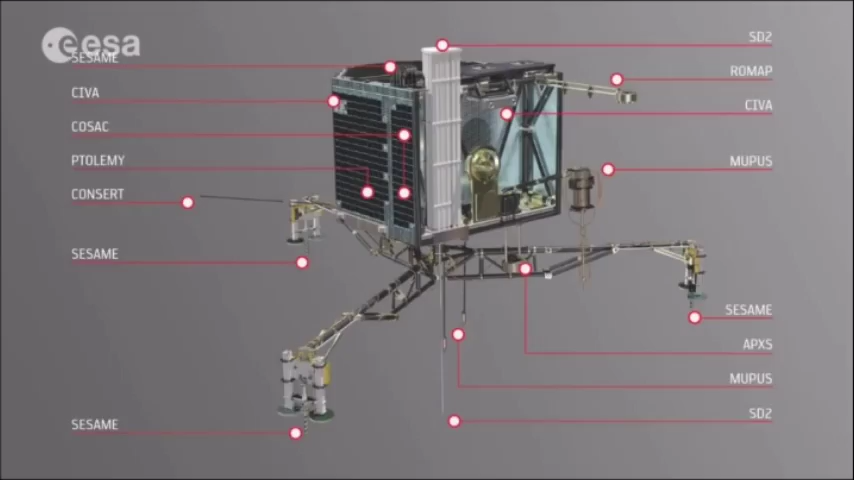 esa
SESAME
CIVA
COSAC
PTOLEMY
CONSERT
SESAME
SESAME
SD2
ROMAP
CIVA
MUPUS
SESAME
APXS
MUPUS
SD2